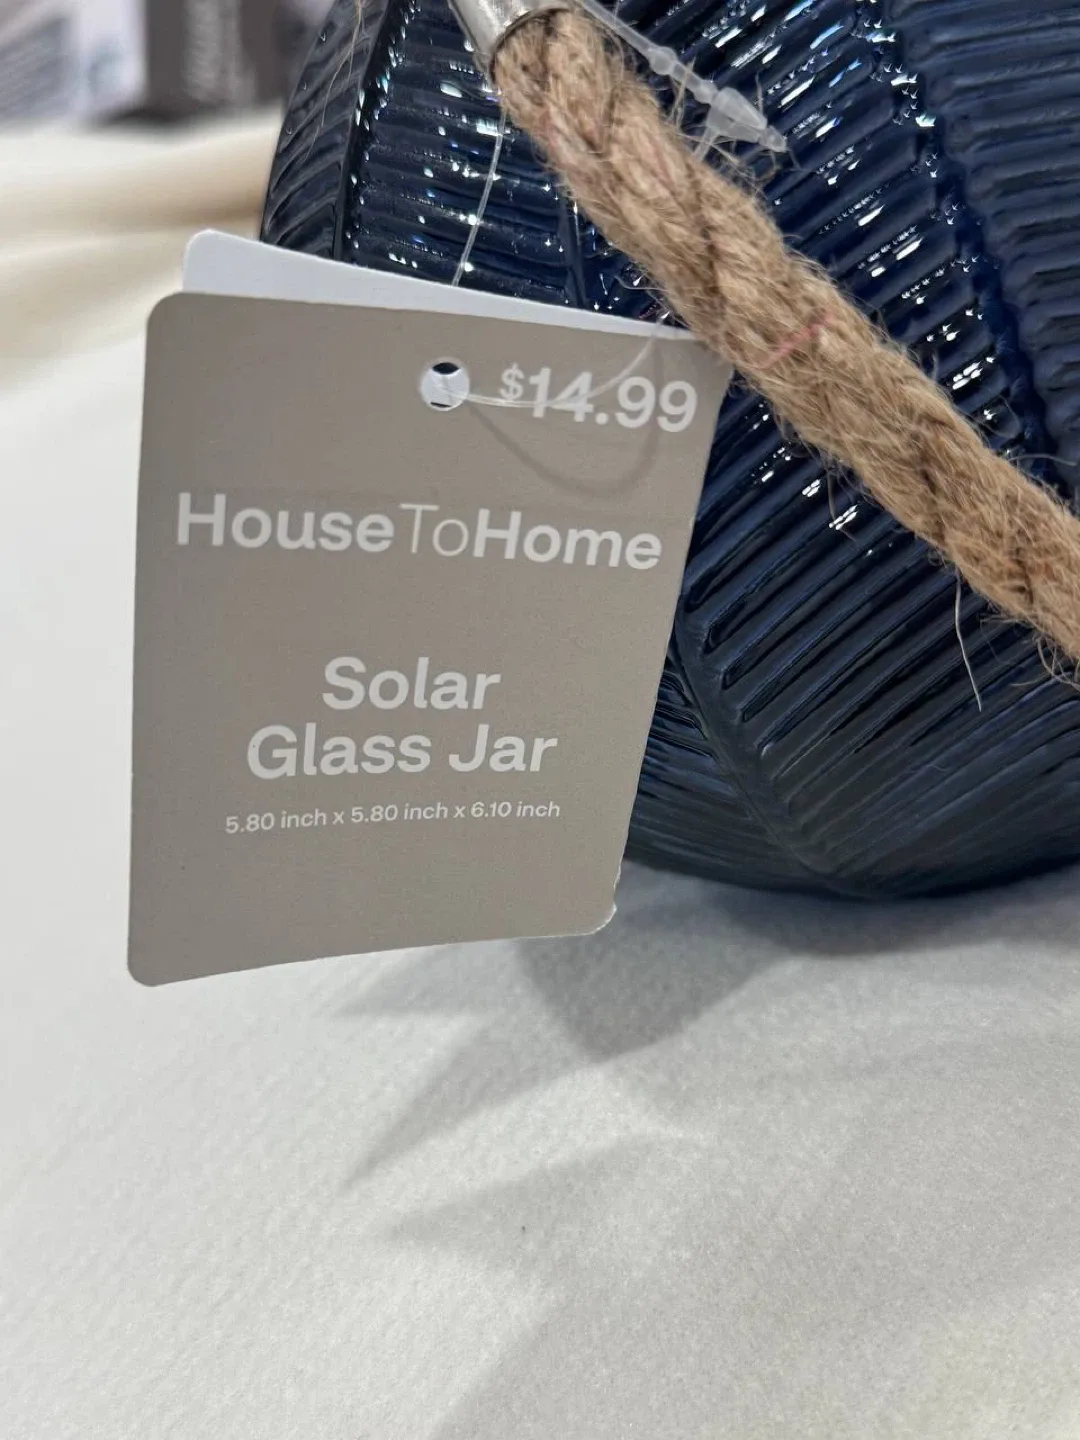 $14.99
HouseToHome
Solar
Glass Jar
5.80 inch x 5.80 inch x 6.10 inch